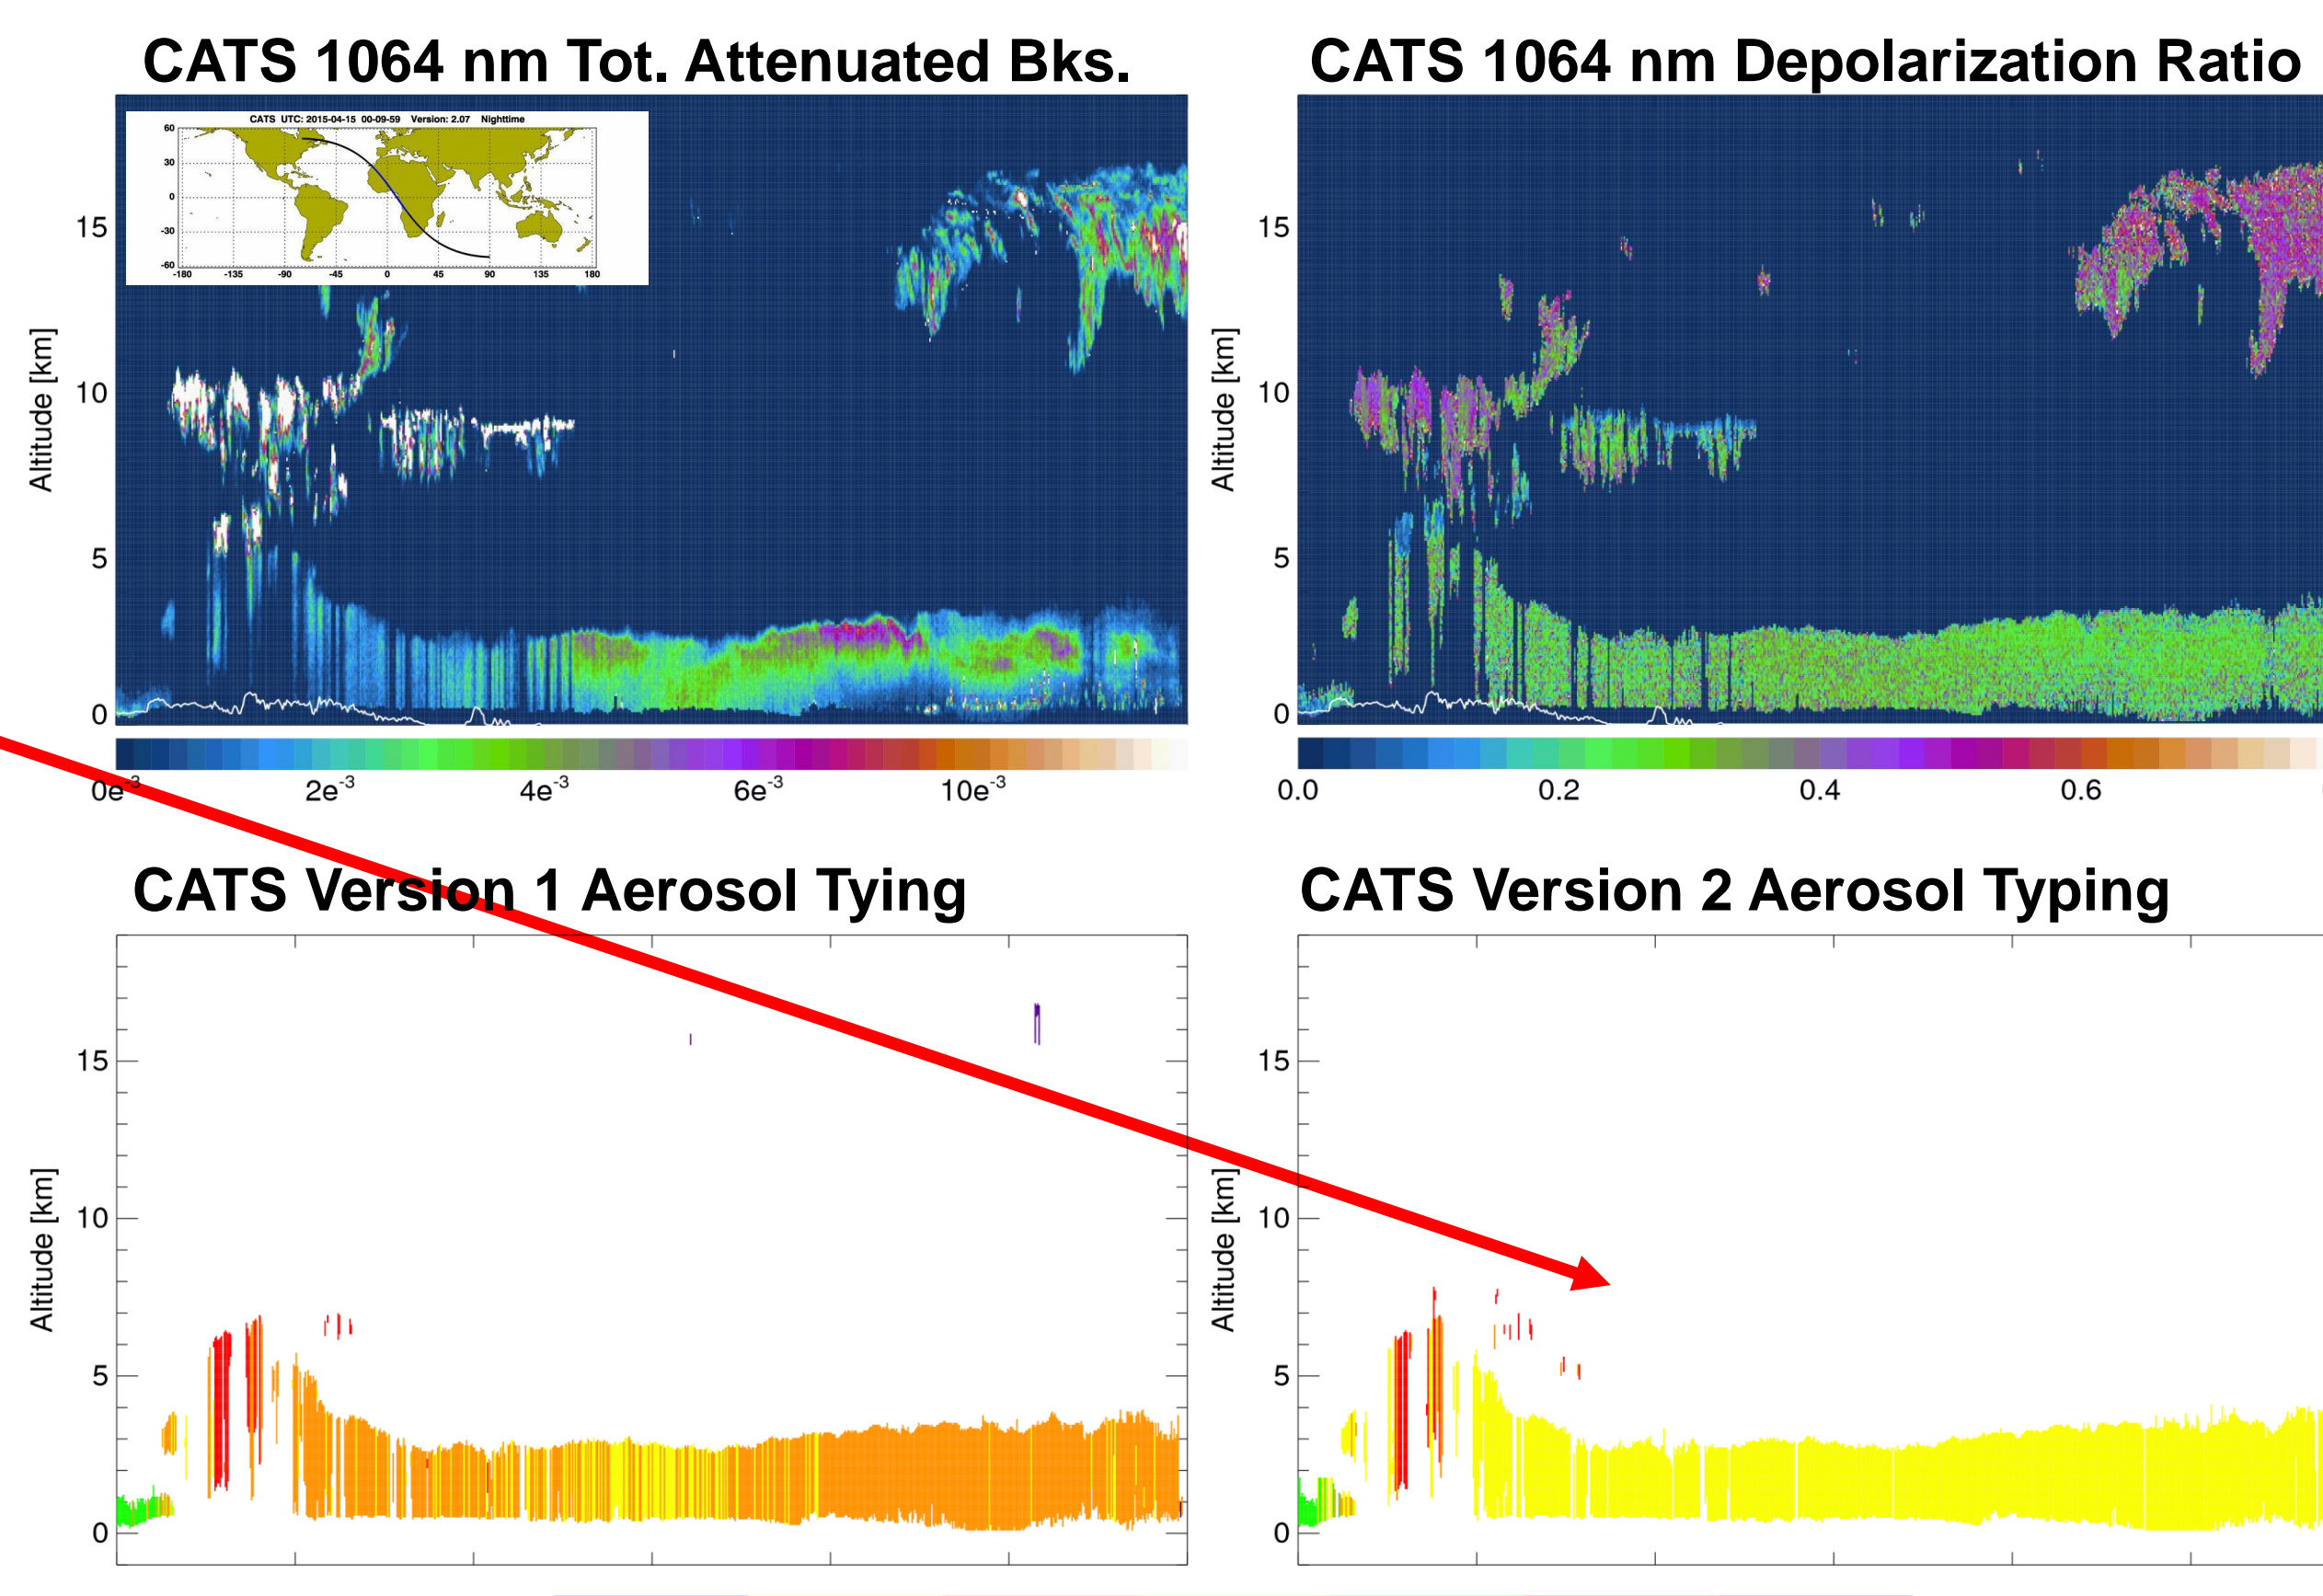 CATS 1064 nm Tot. Attenuated Bks.
CATS UTC: 2015-04-15 00-09-59 Version: 2.07 Nighttime
60
30
0
-30
-60
-180 -135 -90 -45 0 45 90 135 180
Altitude [km]
15
10
5
0
0e-3 2e-3 4e-3 6e-3 10e-3
CATS 1064 nm Depolarization Ratio
Altitude [km]
15
10
5
0
0.0 0.2 0.4 0.6
CATS Version 1 Aerosol Tying
Altitude [km]
15
10
5
0
CATS Version 2 Aerosol Typing
Altitude [km]
15
10
5
0